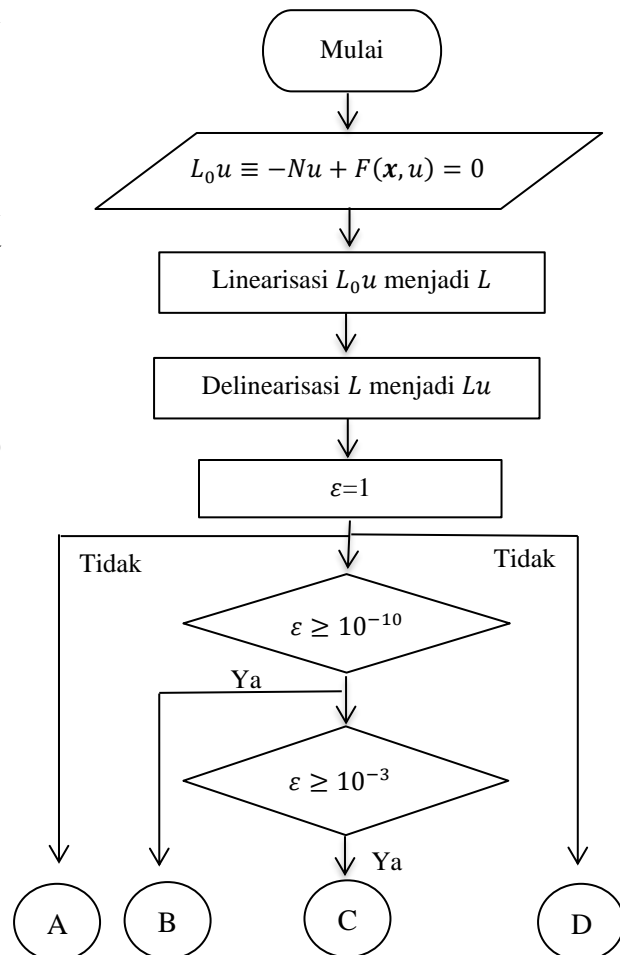 Mulai
𝐿₀𝑢 ≡ −𝑁𝑢 + 𝐹(𝒙, 𝑢) = 0
Linearisasi 𝐿₀𝑢 menjadi 𝐿
Delinearisasi 𝐿 menjadi 𝐿𝑢
𝜀=1
Tidak
Tidak
𝜀 ≥ 10⁻¹⁰
Ya
𝜀 ≥ 10⁻³
Ya
A
B
C
D